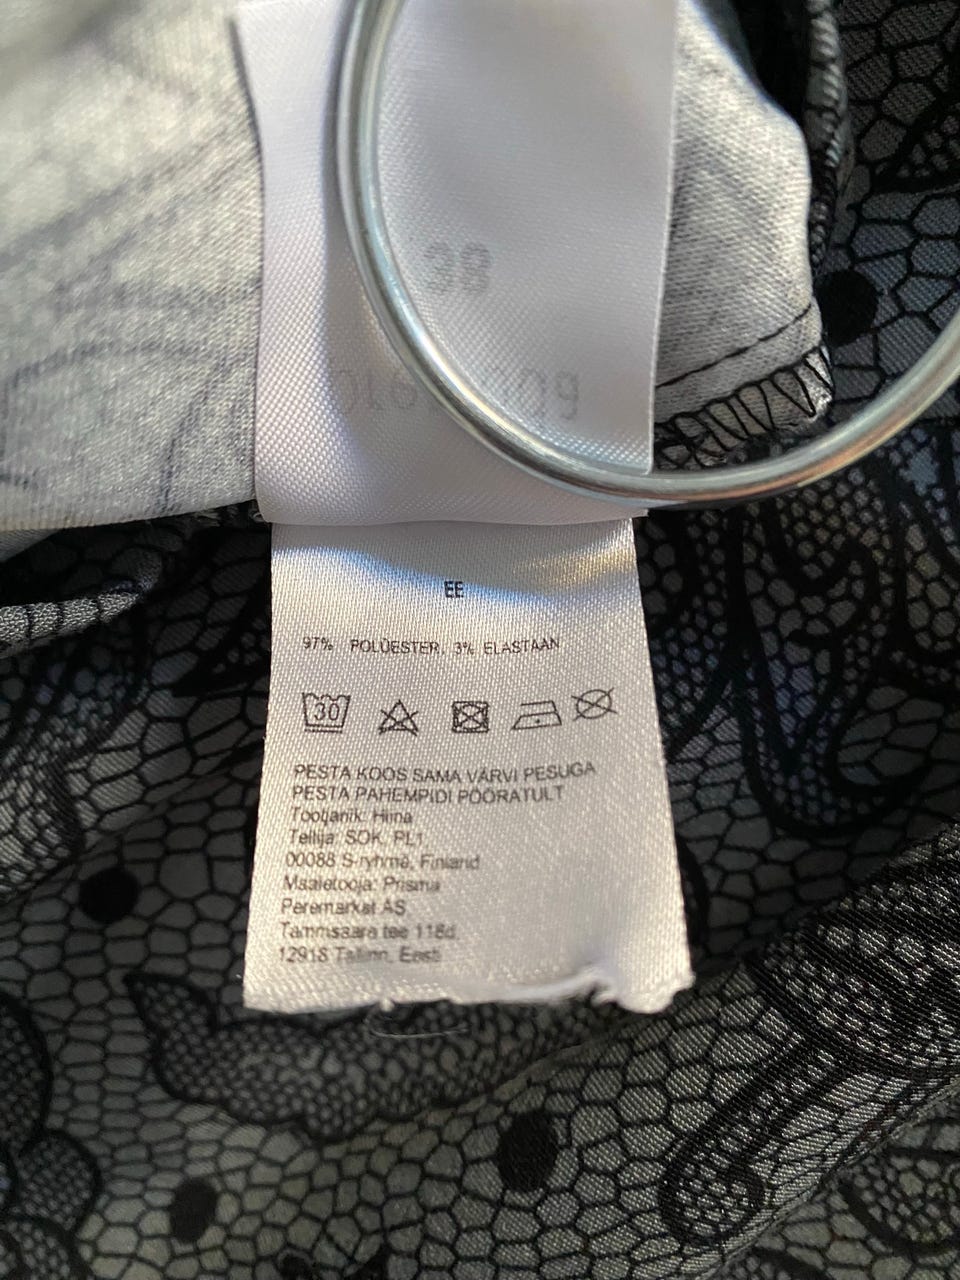 38
EE
97% POLÜESTER, 3% ELASTAAN
30
PESTA KOOS SAMA VÄRVI PESUGA
PESTA PAHEMPIDI PÖÖRATULT
Tootjariik: Hiina
Tellija: SOK, PL1
00088 S-ryhmä, Finland
Maaletooja: Prisma
Peremarket AS
Tammsaare tee 118d
12918 Tallinn, Eesti